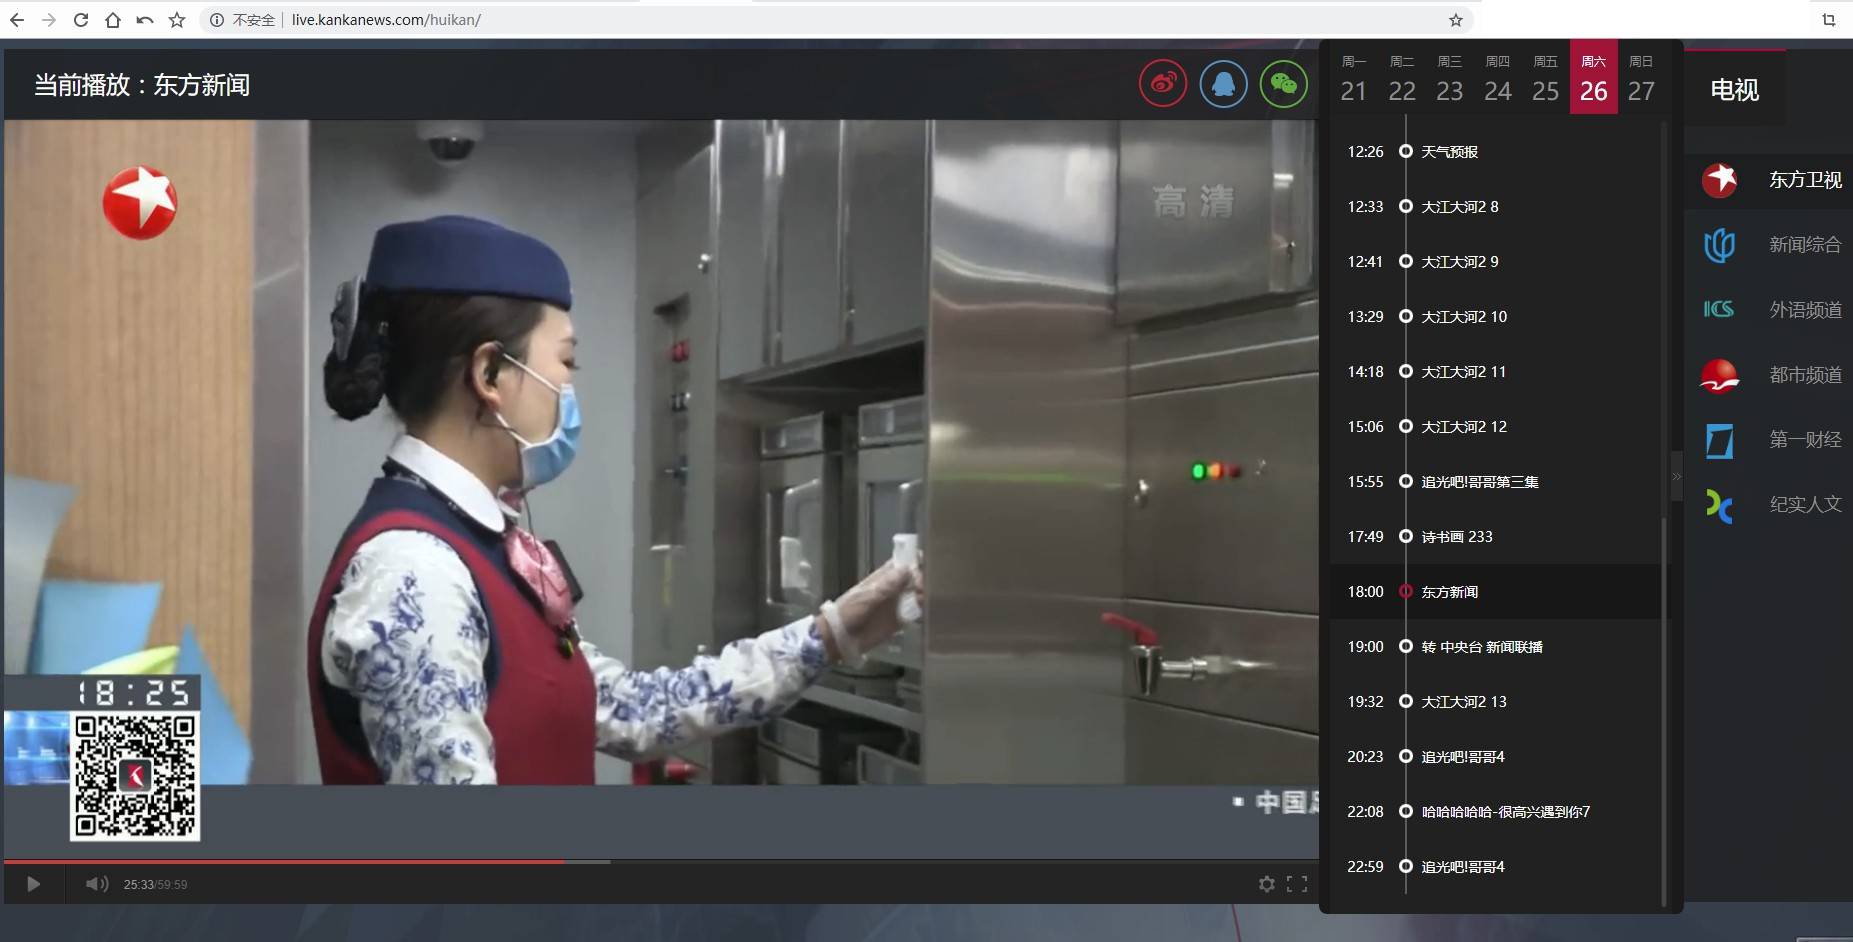 不安全 | live.kankanews.com/huikan/
当前播放：东方新闻
周一 周二 周三 周四 周五 周六 周日
21 22 23 24 25 26 27
电视
高清
18:25
中国
25:33/59:59
12:26 天气预报
12:33 大江大河2 8
12:41 大江大河2 9
13:29 大江大河2 10
14:18 大江大河2 11
15:06 大江大河2 12
15:55 追光吧!哥哥第三集
17:49 诗书画 233
18:00 东方新闻
19:00 转 中央台 新闻联播
19:32 大江大河2 13
20:23 追光吧!哥哥4
22:08 哈哈哈哈哈-很高兴遇到你7
22:59 追光吧!哥哥4
东方卫视
新闻综合
ICS 外语频道
都市频道
第一财经
纪实人文